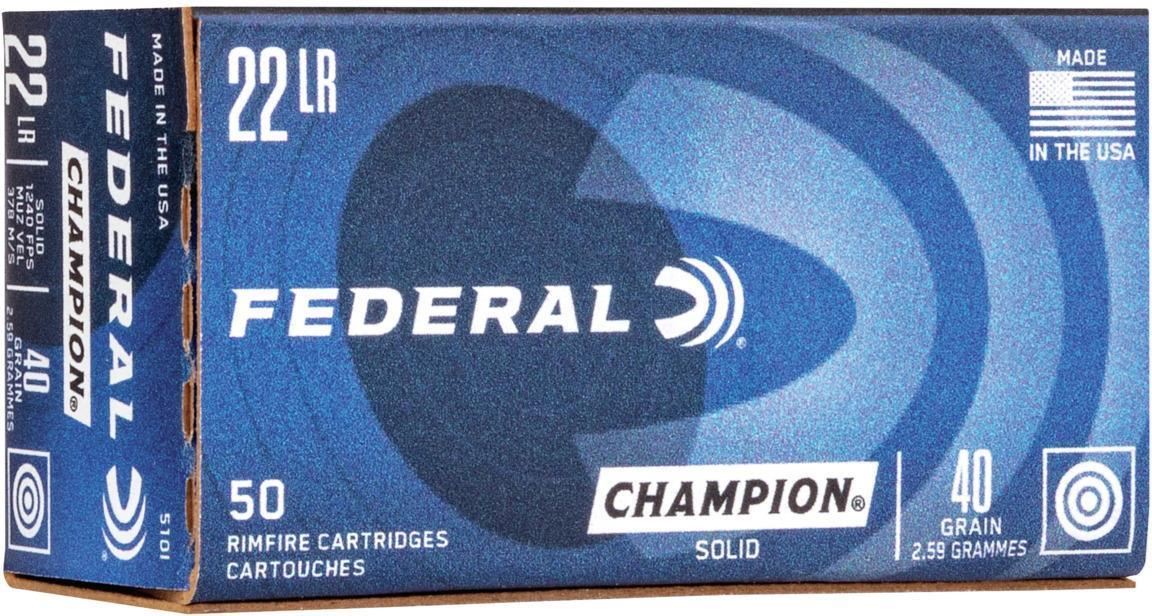 22 LR
MADE
IN THE USA
FEDERAL®
50
RIMFIRE CARTRIDGES
CARTOUCHES
CHAMPION®
SOLID
40
GRAIN
2.59 GRAMMES
MADE IN THE USA
FEDERAL®
5101
CHAMPION®
22 LR
SOLID
1240 FPS
MUZ VEL
378 M/S
40
GRAIN
2.59 GRAMMES